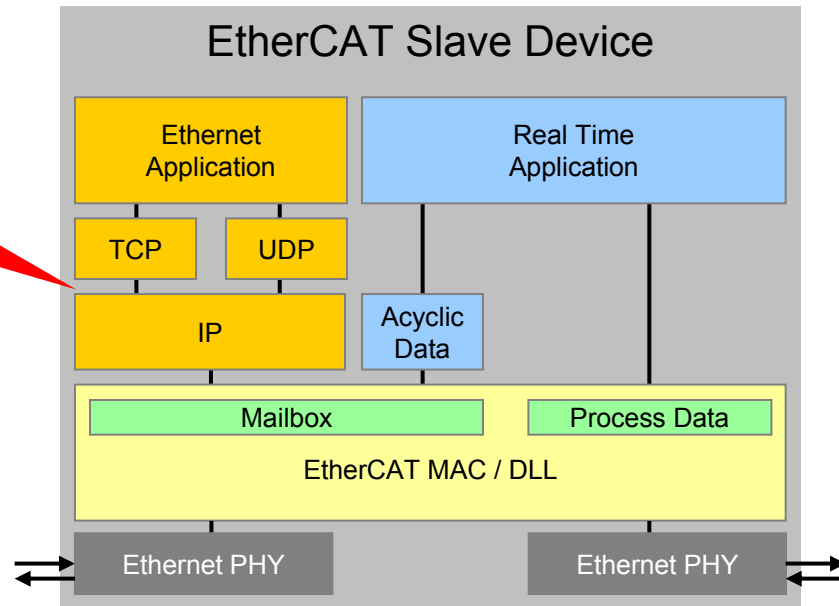 EtherCAT Slave Device
Ethernet
Application
Real Time
Application
TCP
UDP
IP
Acyclic
Data
Mailbox
Process Data
EtherCAT MAC / DLL
Ethernet PHY
Ethernet PHY